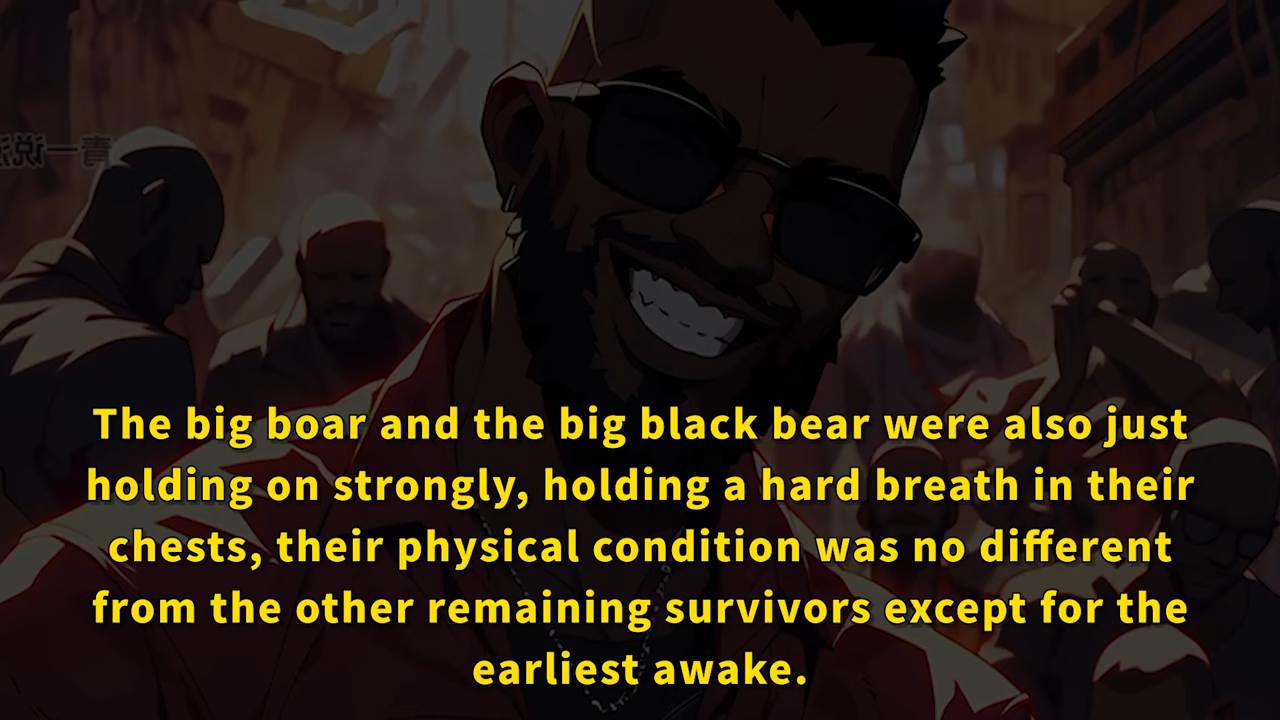 The big boar and the big black bear were also just
holding on strongly, holding a hard breath in their
chests, their physical condition was no different
from the other remaining survivors except for the
earliest awake.